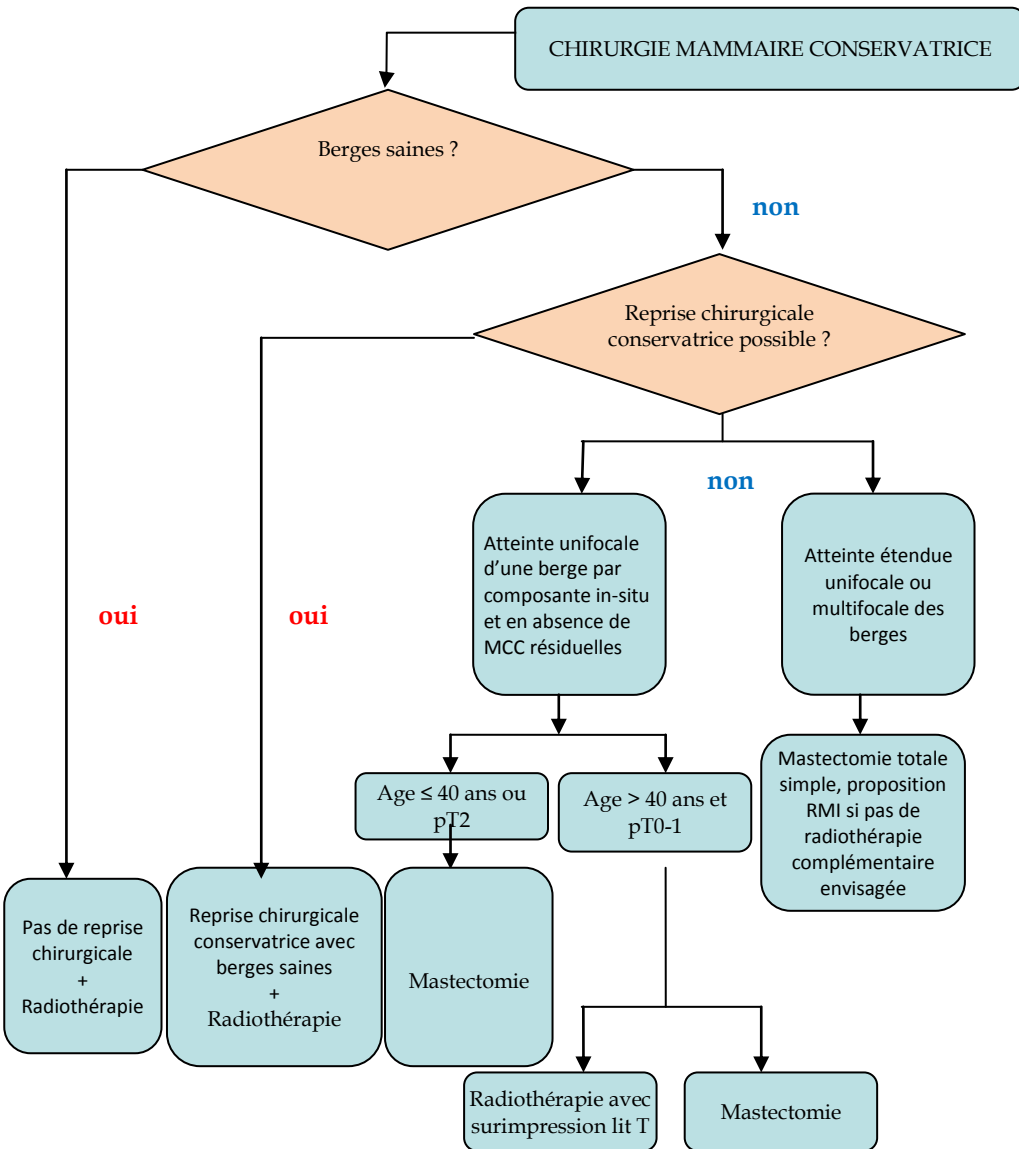 CHIRURGIE MAMMAIRE CONSERVATRICE
Berges saines ?
non
Reprise chirurgicale
conservatrice possible ?
non
oui
oui
Atteinte unifocale
d’une berge par
composante in-situ
et en absence de
MCC résiduelles
Atteinte étendue
unifocale ou
multifocale des
berges
Age ≤ 40 ans ou
pT2
Age > 40 ans et
pT0-1
Mastectomie totale
simple, proposition
RMI si pas de
radiothérapie
complémentaire
envisagée
Pas de reprise
chirurgicale
+
Radiothérapie
Reprise chirurgicale
conservatrice avec
berges saines
+
Radiothérapie
Mastectomie
Radiothérapie avec
surimpression lit T
Mastectomie